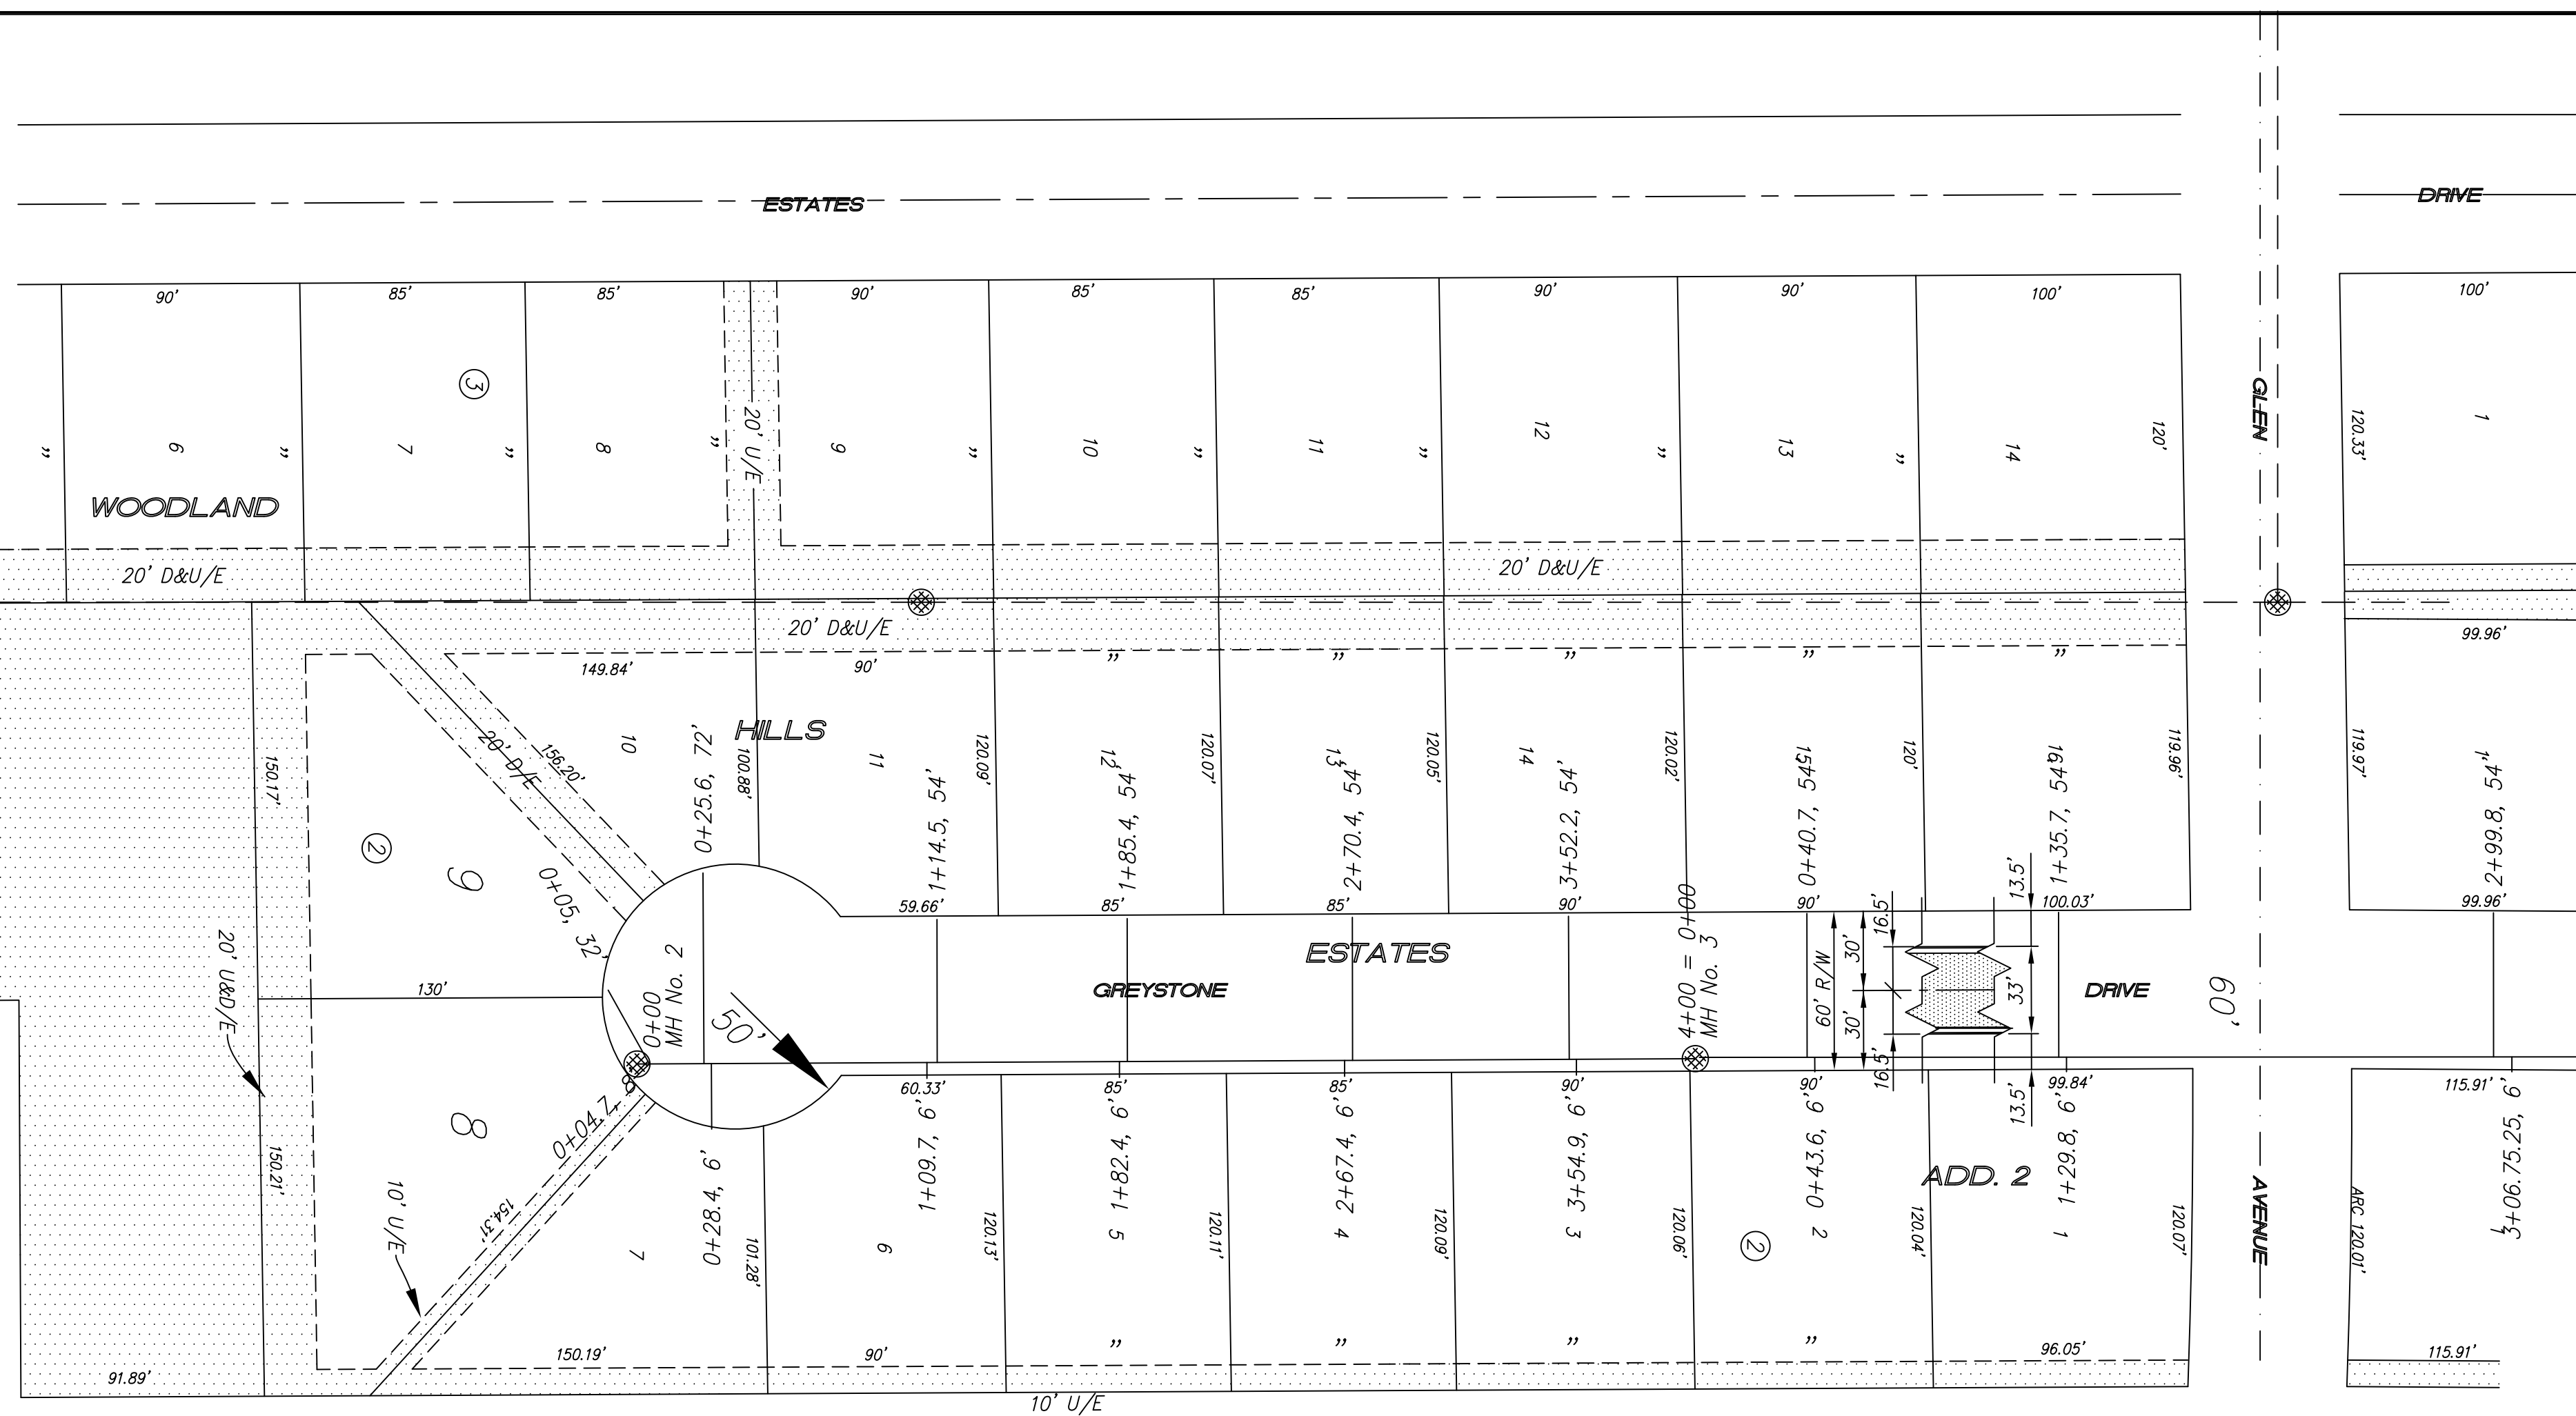 ESTATES
DRIVE
90' 85' 85' 90' 85' 85' 90' 90' 100' 100'
3
20' U/E
" 6 " 7 " 8 " 9 " 10 " 11 " 12 " 13 " 14 120'
GLEN
120.33' 1
WOODLAND
20' D&U/E
20' D&U/E
20' D&U/E
99.96'
149.84' 90' " " " " "
HILLS
150.17'
20' D/E
156.20'
10
0+25.6, 72'
100.88'
11
1+14.5, 54'
120.09'
12
1+85.4, 54'
120.07'
13
2+70.4, 54'
120.05'
14
3+52.2, 54'
120.02'
15
0+40.7, 54'
120'
16
1+35.7, 54'
119.96'
119.97'
1
2+99.8, 54'
2
9
0+05, 32'
59.66' 85' 85' 90' 90' 100.03' 99.96'
20' U&D/E
130'
0+00
MH No. 2
50'
ESTATES
GREYSTONE
4+00 = 0+00
MH No. 3
60' R/W
30'
30'
16.5'
16.5'
13.5'
33'
13.5'
DRIVE
60'
8
0+04.7, 8'
60.33' 85' 85' 90' 90' 99.84' 115.91'
150.21'
10' U/E
154.31'
7
0+28.4, 9'
101.28'
6
1+09.7, 9'
120.13'
5
1+82.4, 9'
120.11'
4
2+67.4, 9'
120.09'
3
3+54.9, 6'
120.06'
2
2
0+43.6, 6'
120.04'
ADD. 2
1
1+29.8, 6'
120.07'
AVENUE
ARC 120.01'
1
3+06.75.25, 6'
91.89' 150.19' 90' " " " " 96.05' 115.91'
10' U/E